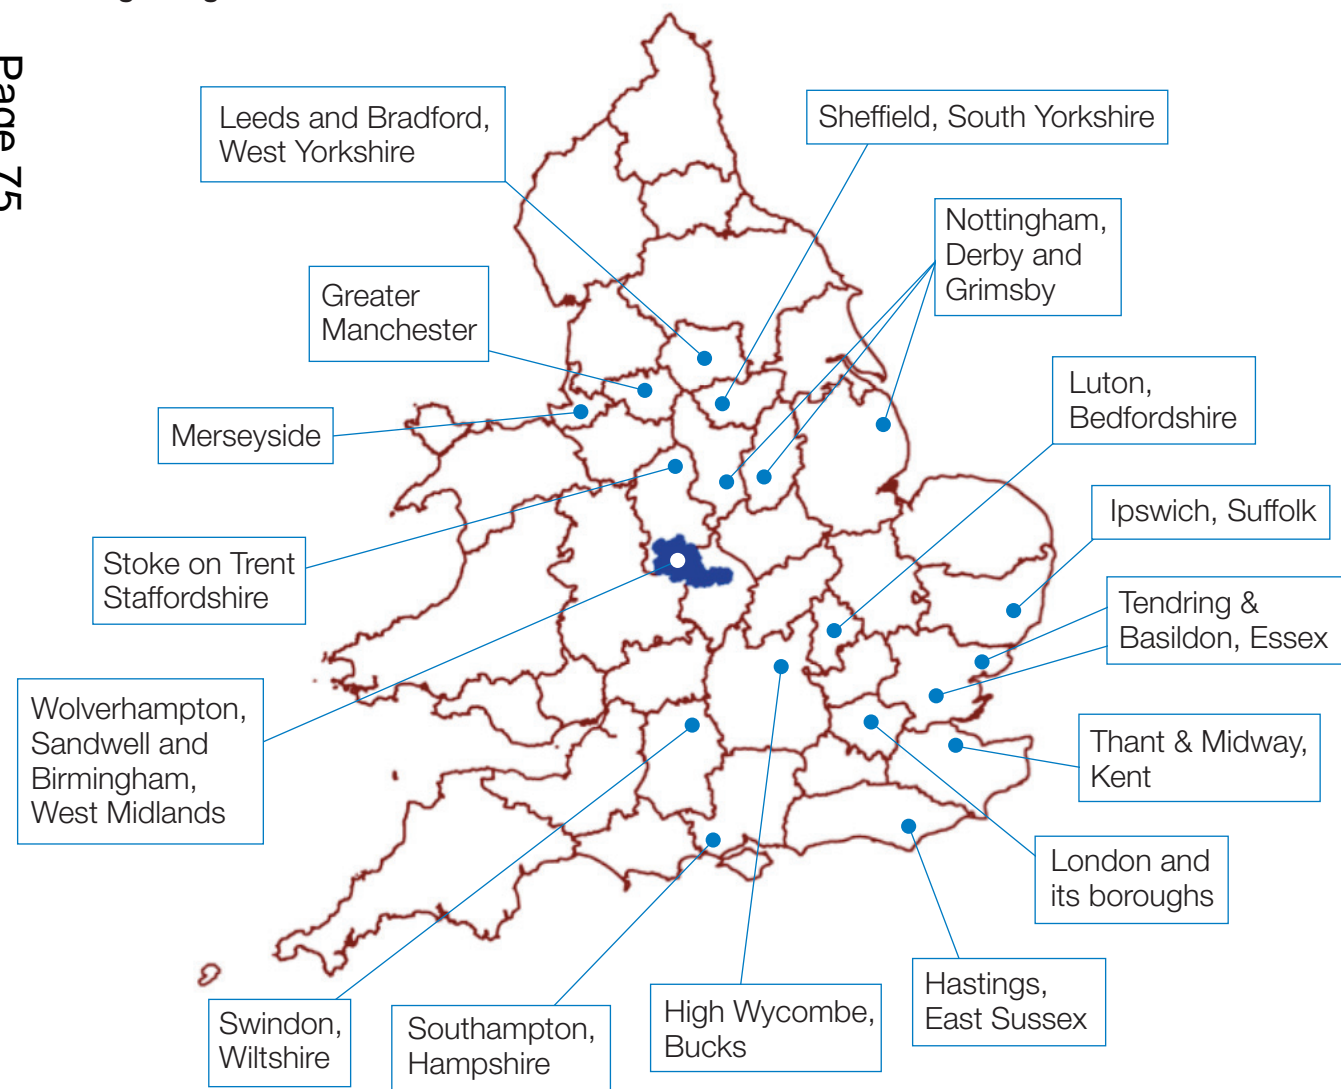 Page 75
Leeds and Bradford,
West Yorkshire
Sheffield, South Yorkshire
Nottingham,
Derby and
Grimsby
Greater
Manchester
Luton,
Bedfordshire
Merseyside
Ipswich, Suffolk
Stoke on Trent
Staffordshire
Tendring &
Basildon, Essex
Wolverhampton,
Sandwell and
Birmingham,
West Midlands
Thant & Midway,
Kent
London and
its boroughs
Hastings,
East Sussex
High Wycombe,
Bucks
Swindon,
Wiltshire
Southampton,
Hampshire